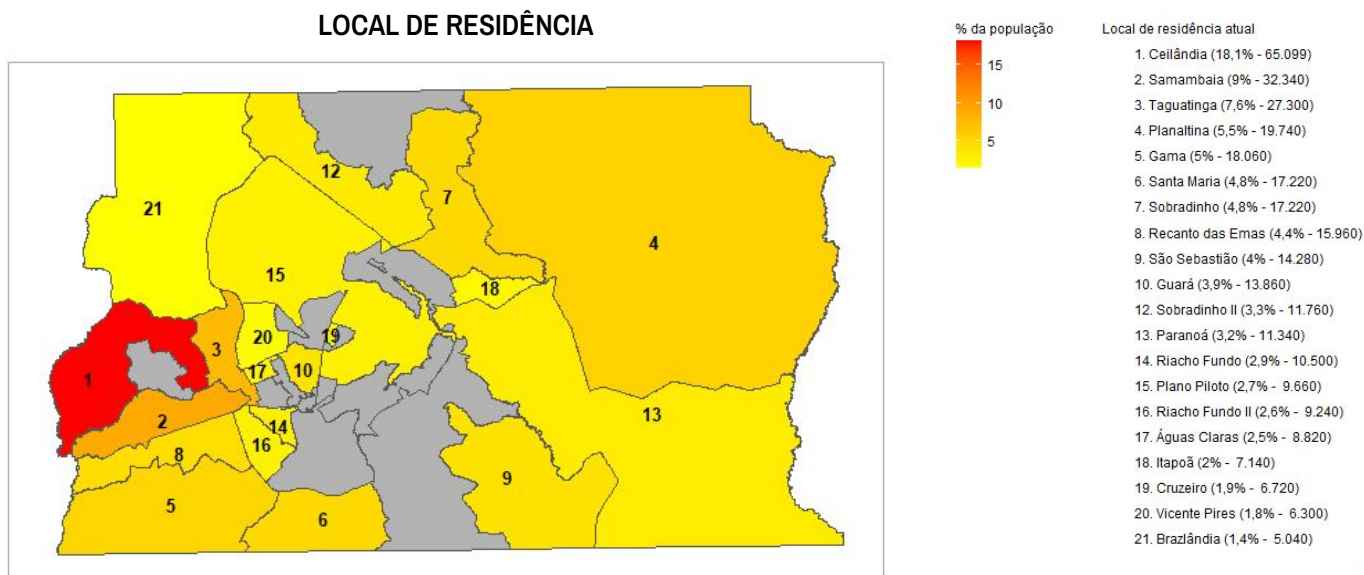 LOCAL DE RESIDÊNCIA
% da população
15
10
5
Local de residência atual
1. Ceilândia (18,1% - 65.099)
2. Samambaia (9% - 32.340)
3. Taguatinga (7,6% - 27.300)
4. Planaltina (5,5% - 19.740)
5. Gama (5% - 18.060)
6. Santa Maria (4,8% - 17.220)
7. Sobradinho (4,8% - 17.220)
8. Recanto das Emas (4,4% - 15.960)
9. São Sebastião (4% - 14.280)
10. Guará (3,9% - 13.860)
12. Sobradinho II (3,3% - 11.760)
13. Paranoá (3,2% - 11.340)
14. Riacho Fundo (2,9% - 10.500)
15. Plano Piloto (2,7% - 9.660)
16. Riacho Fundo II (2,6% - 9.240)
17. Águas Claras (2,5% - 8.820)
18. Itapoã (2% - 7.140)
19. Cruzeiro (1,9% - 6.720)
20. Vicente Pires (1,8% - 6.300)
21. Brazlândia (1,4% - 5.040)
12
7
21
4
15
18
19
20
3
17
10
1
2
14
13
16
8
9
5
6